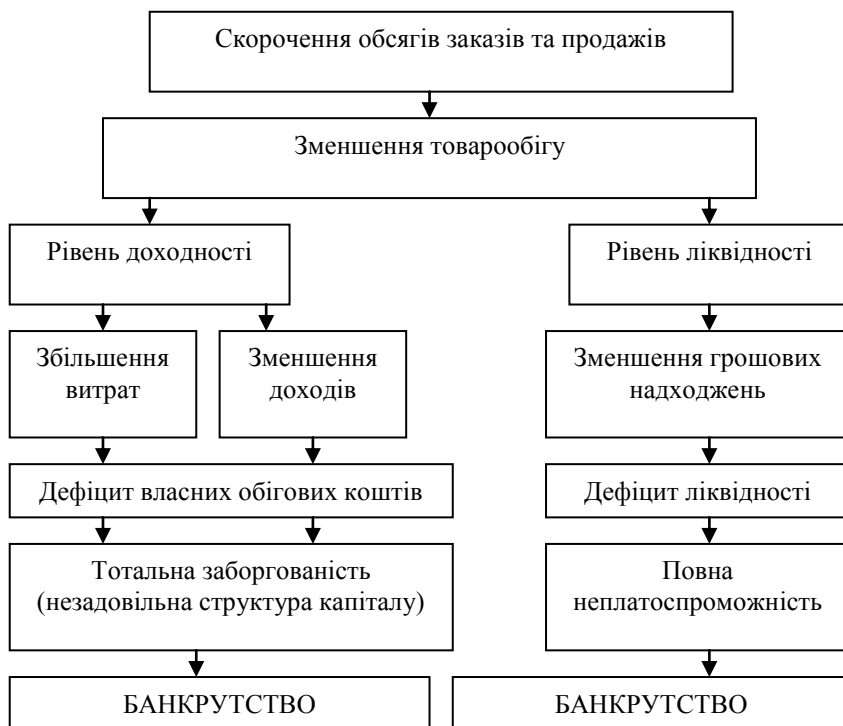 Скорочення обсягів заказів та продажів
Зменшення товарообігу
Рівень доходності
Рівень ліквідності
Збільшення
витрат
Зменшення
доходів
Зменшення грошових
надходжень
Дефіцит власних обігових коштів
Дефіцит ліквідності
Тотальна заборгованість
(незадовільна структура капіталу)
Повна
неплатоспроможність
БАНКРУТСТВО
БАНКРУТСТВО